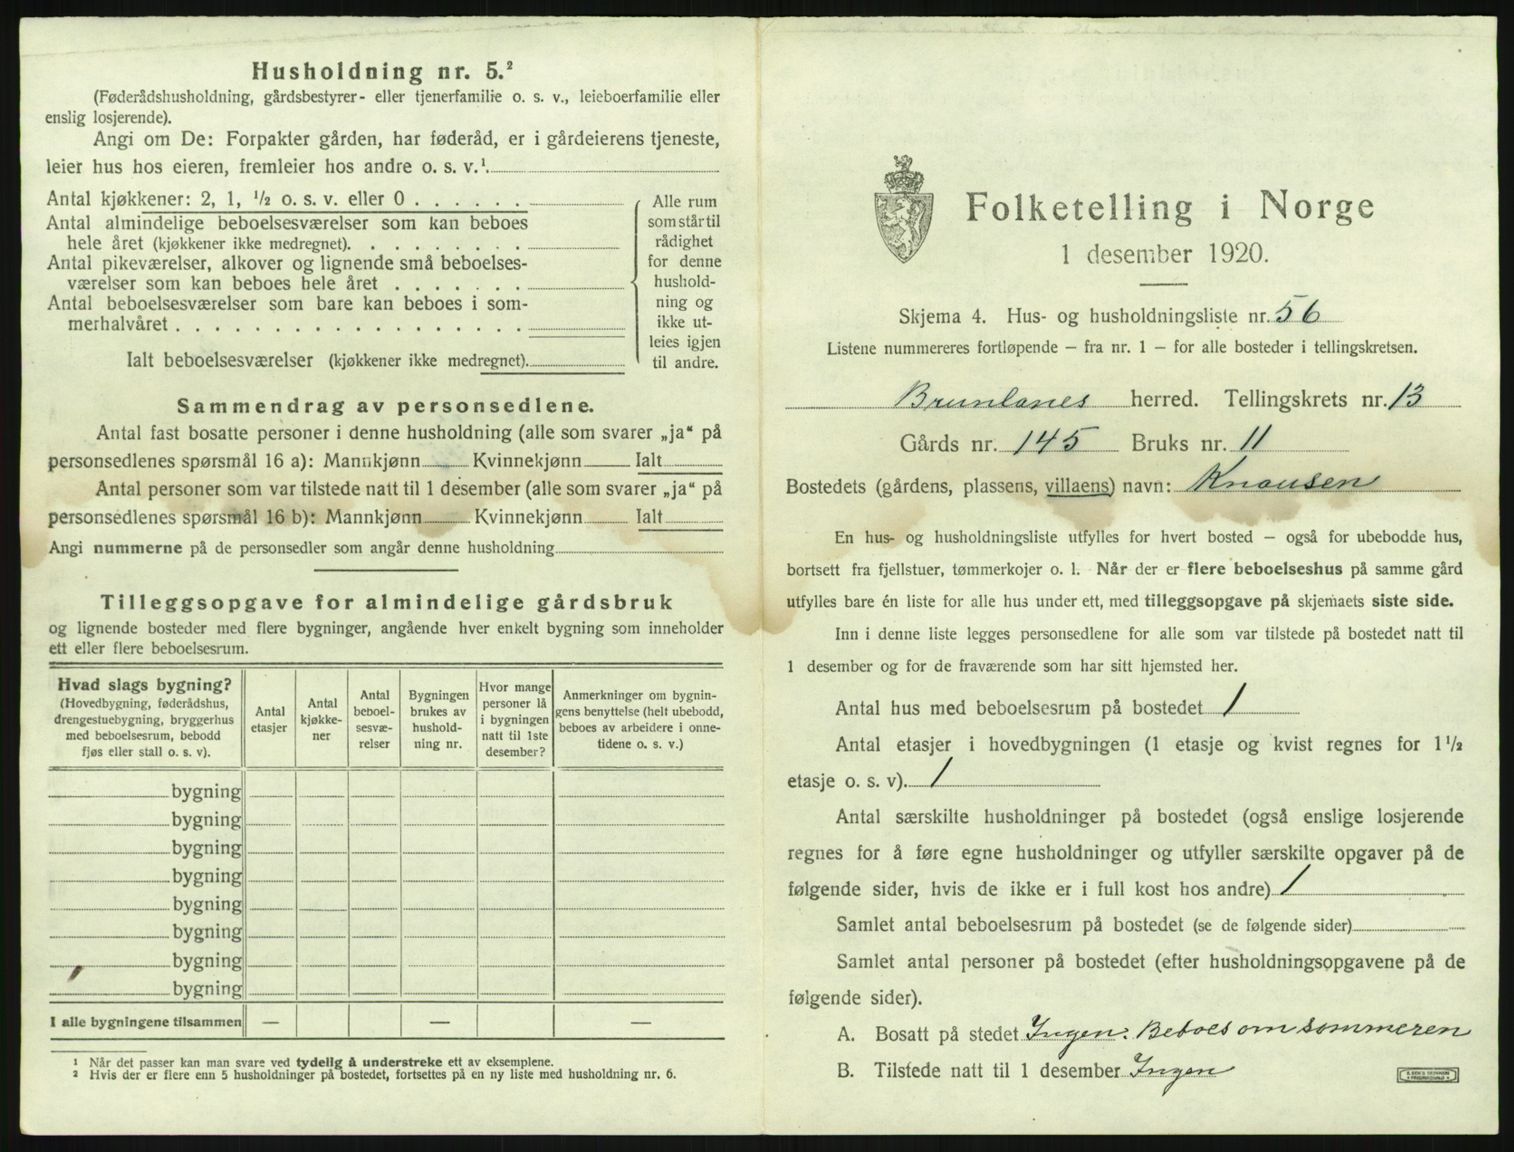 Husholdning nr. 5.²
(Føderådshusholdning, gårdsbestyrer- eller tjenerfamilie o. s. v., leieboerfamilie eller
enslig losjerende).
Angi om De: Forpakter gården, har føderåd, er i gårdeierens tjeneste,
leier hus hos eieren, fremleier hos andre o. s. v.¹
Antal kjøkkener: 2, 1, ½ o. s. v. eller 0 . . . . . .
Antal almindelige beboelsesværelser som kan beboes
hele året (kjøkkener ikke medregnet). . . . . . . . .
Antal pikeværelser, alkover og lignende små beboelses-
værelser som kan beboes hele året . . . . . . .
Antal beboelsesværelser som bare kan beboes i som-
merhalvåret . . . . . . . . . . . . . . . . . .
Ialt beboelsesværelser (kjøkkener ikke medregnet).
Alle rum
som står til
rådighet
for denne
hushold-
ning og
ikke ut-
leies igjen
til andre.
Sammendrag av personsedlene.
Antal fast bosatte personer i denne husholdning (alle som svarer „ja“ på
personsedlenes spørsmål 16 a): Mannkjønn Kvinnekjønn Ialt
Antal personer som var tilstede natt til 1 desember (alle som svarer „ja“ på
personsedlenes spørsmål 16 b): Mannkjønn Kvinnekjønn Ialt
Angi nummerne på de personsedler som angår denne husholdning
Tilleggsopgave for almindelige gårdsbruk
og lignende bosteder med flere bygninger, angående hver enkelt bygning som inneholder
ett eller flere beboelsesrum.
Hvad slags bygning?
(Hovedbygning, føderådshus,
drengestuebygning, bryggerhus
med beboelsesrum, bebodd
fjøs eller stall o. s. v).
Antal
etasjer
Antal
kjøkke-
ner
Antal
beboel-
sesvæ-
relser
Bygningen
brukes av
hushold-
ning nr.
Hvor mange
personer lå
i bygningen
natt til 1ste
desember?
Anmerkninger om bygnin-
gens benyttelse (helt ubebodd,
beboes av arbeidere i onne-
tidene o. s. v.)
bygning
bygning
bygning
bygning
bygning
bygning
bygning
bygning
I alle bygningene tilsammen — — —
¹ Når det passer kan man svare ved tydelig å understreke ett av eksemplene.
² Hvis der er flere enn 5 husholdninger på bostedet, fortsettes på en ny liste med husholdning nr. 6.
Folketelling i Norge
1 desember 1920.
Skjema 4. Hus- og husholdningsliste nr. 56
Listene nummereres fortløpende – fra nr. 1 – for alle bosteder i tellingskretsen.
Brunlanes herred. Tellingskrets nr. 13
Gårds nr. 145 Bruks nr. 11
Bostedets (gårdens, plassens, villaens) navn: Knausen
En hus- og husholdningsliste utfylles for hvert bosted – også for ubebodde hus,
bortsett fra fjellstuer, tømmerkojer o. l. Når der er flere beboelseshus på samme gård
utfylles bare én liste for alle hus under ett, med tilleggsopgave på skjemaets siste side.
Inn i denne liste legges personsedlene for alle som var tilstede på bostedet natt til
1 desember og for de fraværende som har sitt hjemsted her.
Antal hus med beboelsesrum på bostedet 1
Antal etasjer i hovedbygningen (1 etasje og kvist regnes for 1½
etasje o. s. v). 1
Antal særskilte husholdninger på bostedet (også enslige losjerende
regnes for å føre egne husholdninger og utfyller særskilte opgaver på de
følgende sider, hvis de ikke er i full kost hos andre) 1
Samlet antal beboelsesrum på bostedet (se de følgende sider)
Samlet antal personer på bostedet (efter husholdningsopgavene på de
følgende sider).
A. Bosatt på stedet Ingen: Beboes om sommeren
B. Tilstede natt til 1 desember Ingen